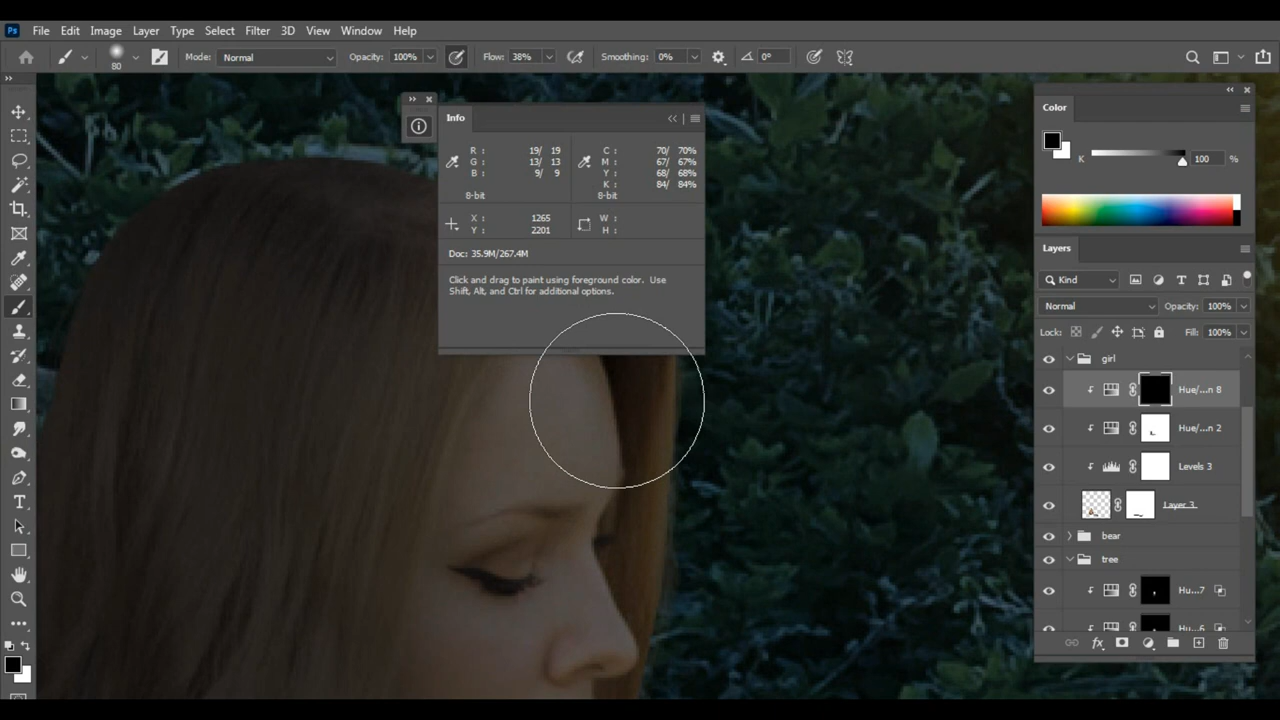 Ps File Edit Image Layer Type Select Filter 3D View Window Help
80 Mode: Normal Opacity: 100% Flow: 38% Smoothing: 0% 0°
Info
R : 19/ 19 C : 70/ 70%
G : 13/ 13 M : 67/ 67%
B : 9/ 9 Y : 68/ 68%
K : 84/ 84%
8-bit 8-bit
X : 1265 W :
Y : 2201 H :
Doc: 35.9M/267.4M
Click and drag to paint using foreground color. Use
Shift, Alt, and Ctrl for additional options.
Color
K 100 %
Layers
Kind
Normal Opacity: 100%
Lock: Fill: 100%
girl
Hue/...n 8
Hue/...n 2
Levels 3
Layer 3
bear
tree
Hu...7
Hu...6